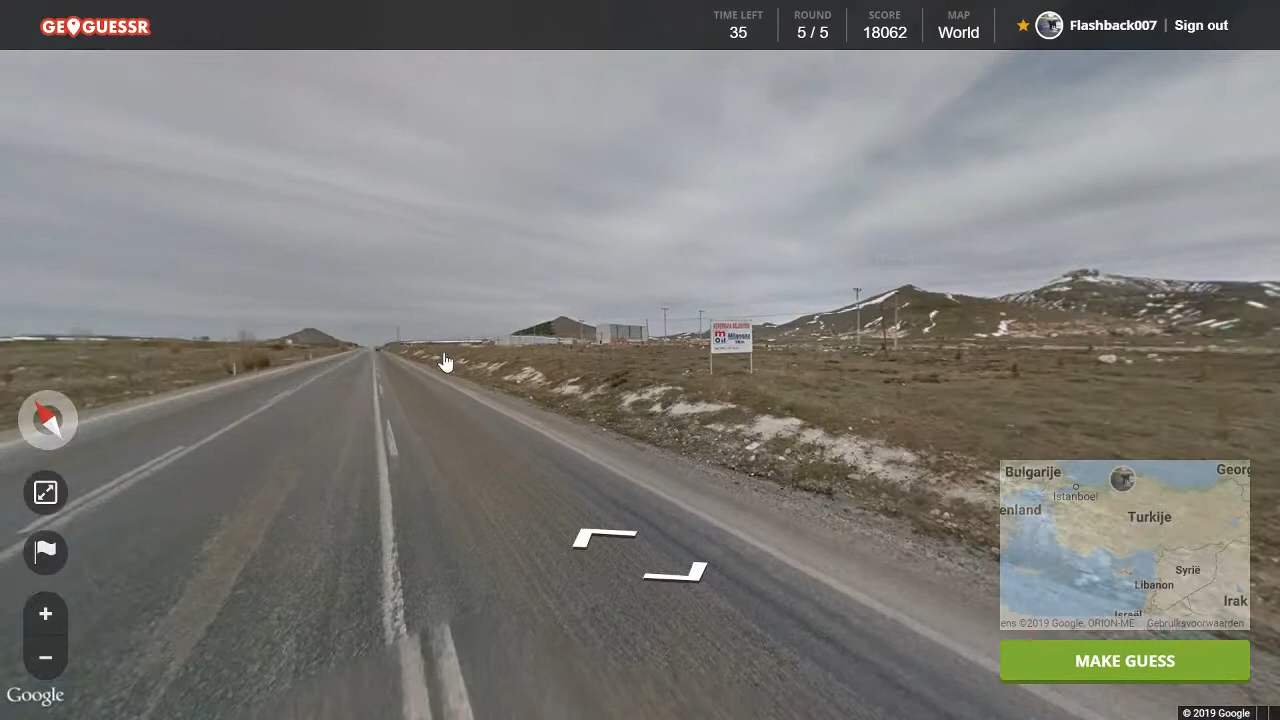 GEOGUESSR
TIME LEFT
35
ROUND
5 / 5
SCORE
18062
MAP
World
Flashback007 | Sign out
m
Oil
Bulgarije
Georg
Istanboel
enland
Turkije
Syrië
Libanon
Israël
Irak
ens ©2019 Google, ORION-ME
Gebruiksvoorwaarden
MAKE GUESS
Google
© 2019 Google